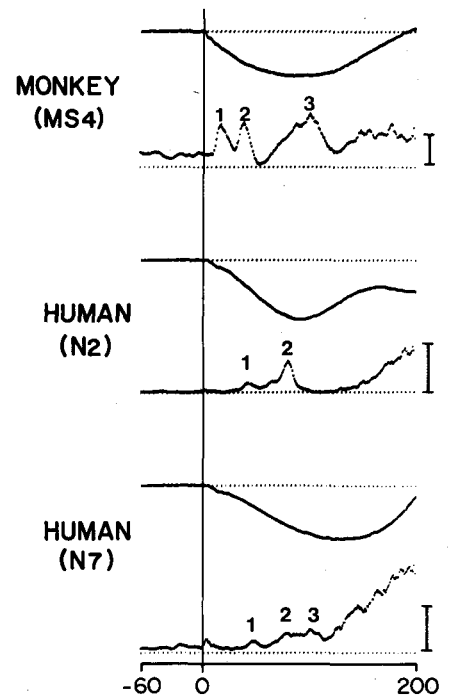 MONKEY
(MS4)
1 2 3
HUMAN
(N2)
1 2
HUMAN
(N7)
1 2 3
-60 0 200